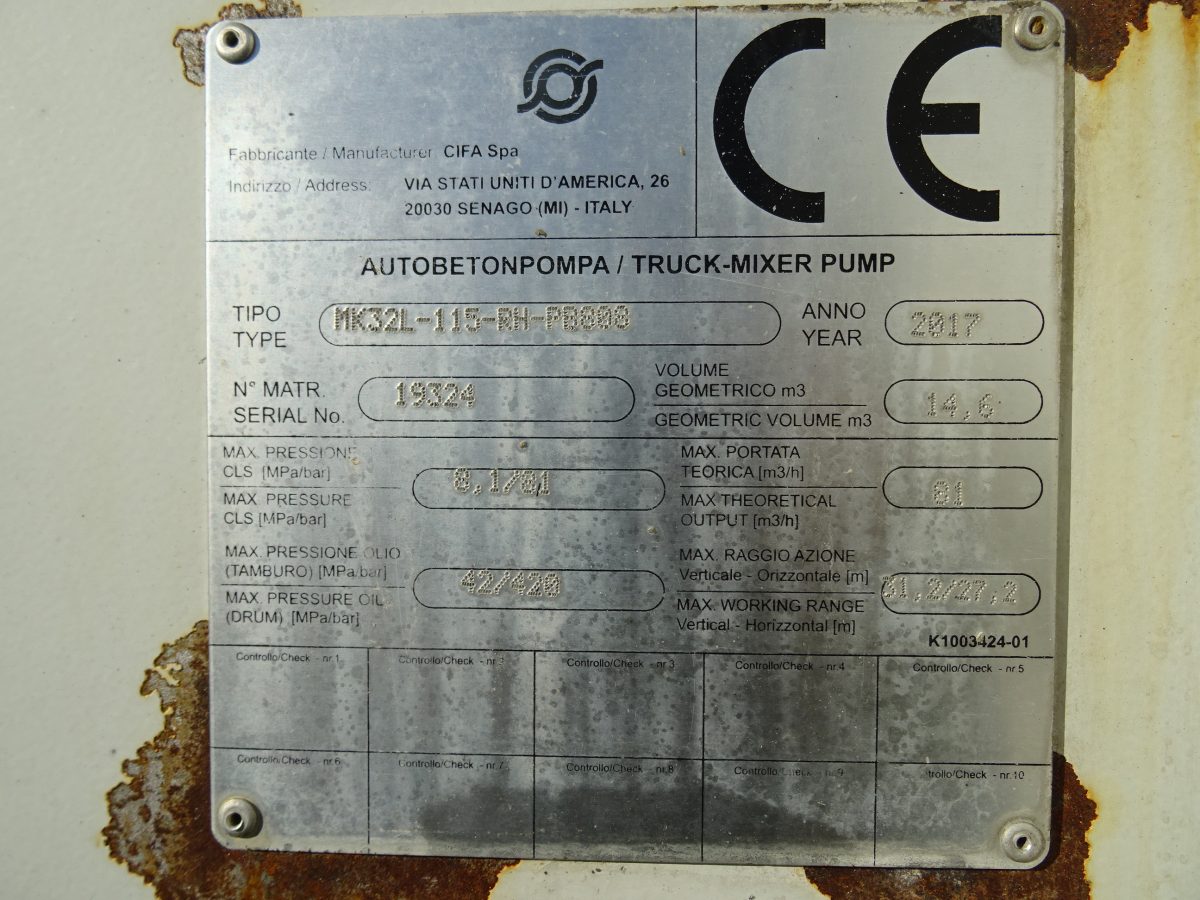 Fabbricante / Manufacturer CIFA Spa
Indirizzo / Address: VIA STATI UNITI D'AMERICA, 26
20030 SENAGO (MI) - ITALY
CE
AUTOBETONPOMPA / TRUCK-MIXER PUMP
TIPO
TYPE
MK32L-115-RH-PB808
ANNO
YEAR
2017
N° MATR.
SERIAL No.
19324
VOLUME
GEOMETRICO m3
GEOMETRIC VOLUME m3
14,6
MAX. PRESSIONE
CLS [MPa/bar]
MAX. PRESSURE
CLS [MPa/bar]
8,1/81
MAX. PORTATA
TEORICA [m3/h]
MAX THEORETICAL
OUTPUT [m3/h]
81
MAX. PRESSIONE OLIO
(TAMBURO) [MPa/bar]
MAX. PRESSURE OIL
(DRUM) [MPa/bar]
42/420
MAX. RAGGIO AZIONE
Verticale - Orizzontale [m]
MAX. WORKING RANGE
Vertical - Horizzontal [m]
31,2/27,2
K1003424-01
Controllo/Check - nr.1
Controllo/Check - nr.2
Controllo/Check - nr.3
Controllo/Check - nr.4
Controllo/Check - nr.5
Controllo/Check - nr.6
Controllo/Check - nr.7
Controllo/Check - nr.8
Controllo/Check - nr.9
trollo/Check - nr.10